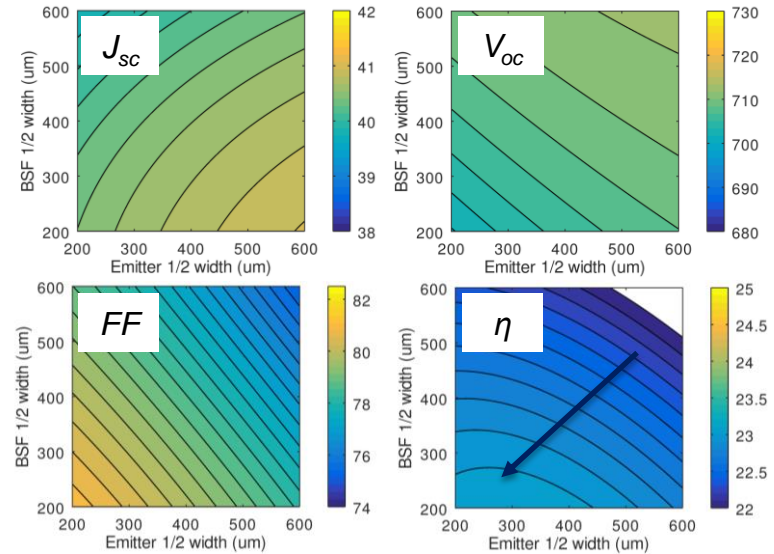 J_sc
600
500
400
300
200
BSF 1/2 width (um)
200 300 400 500 600
Emitter 1/2 width (um)
42
41
40
39
38
V_oc
600
500
400
300
200
BSF 1/2 width (um)
200 300 400 500 600
Emitter 1/2 width (um)
730
720
710
700
690
680
FF
600
500
400
300
200
BSF 1/2 width (um)
200 300 400 500 600
Emitter 1/2 width (um)
82
80
78
76
74
η
600
500
400
300
200
BSF 1/2 width (um)
200 300 400 500 600
Emitter 1/2 width (um)
25
24.5
24
23.5
23
22.5
22